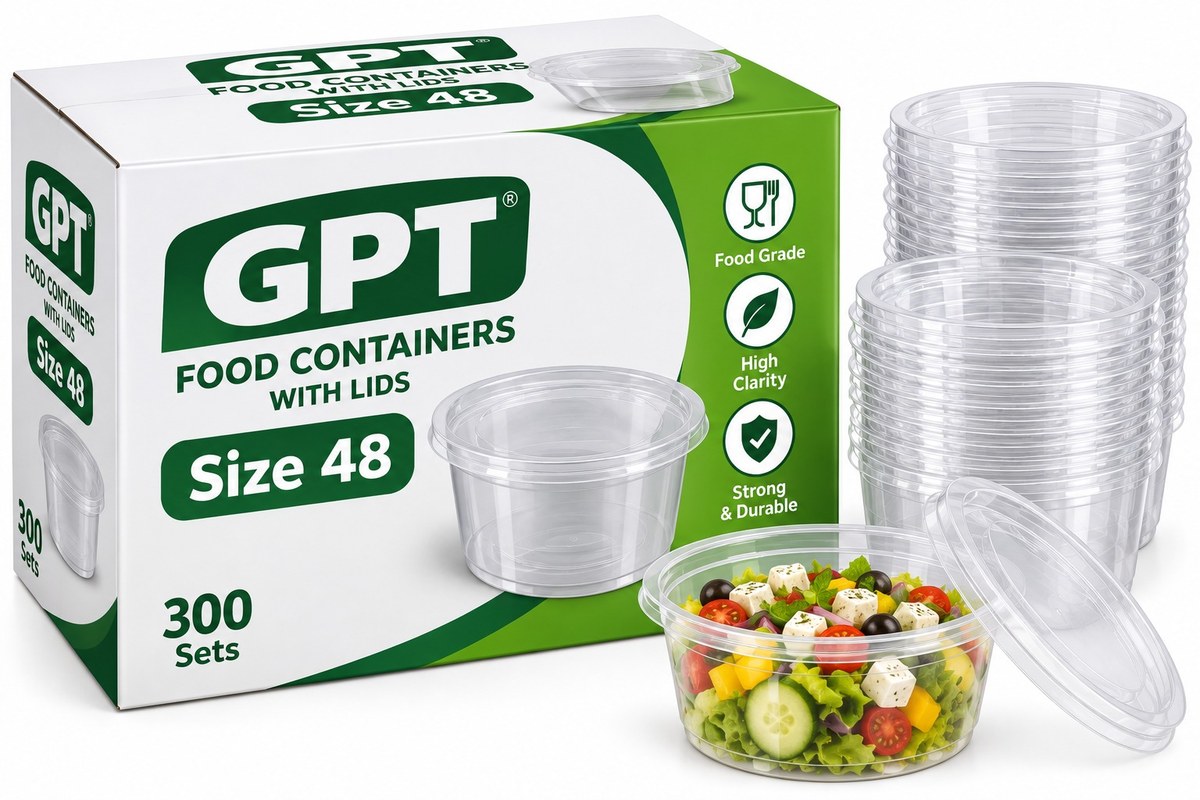 GPT®
FOOD CONTAINERS
WITH LIDS
Size 48
GPT®
FOOD CONTAINERS
WITH LIDS
Size 48
300
Sets
GPT®
FOOD CONTAINERS
WITH LIDS
Size 48
300
Sets
Food Grade
High
Clarity
Strong
& Durable